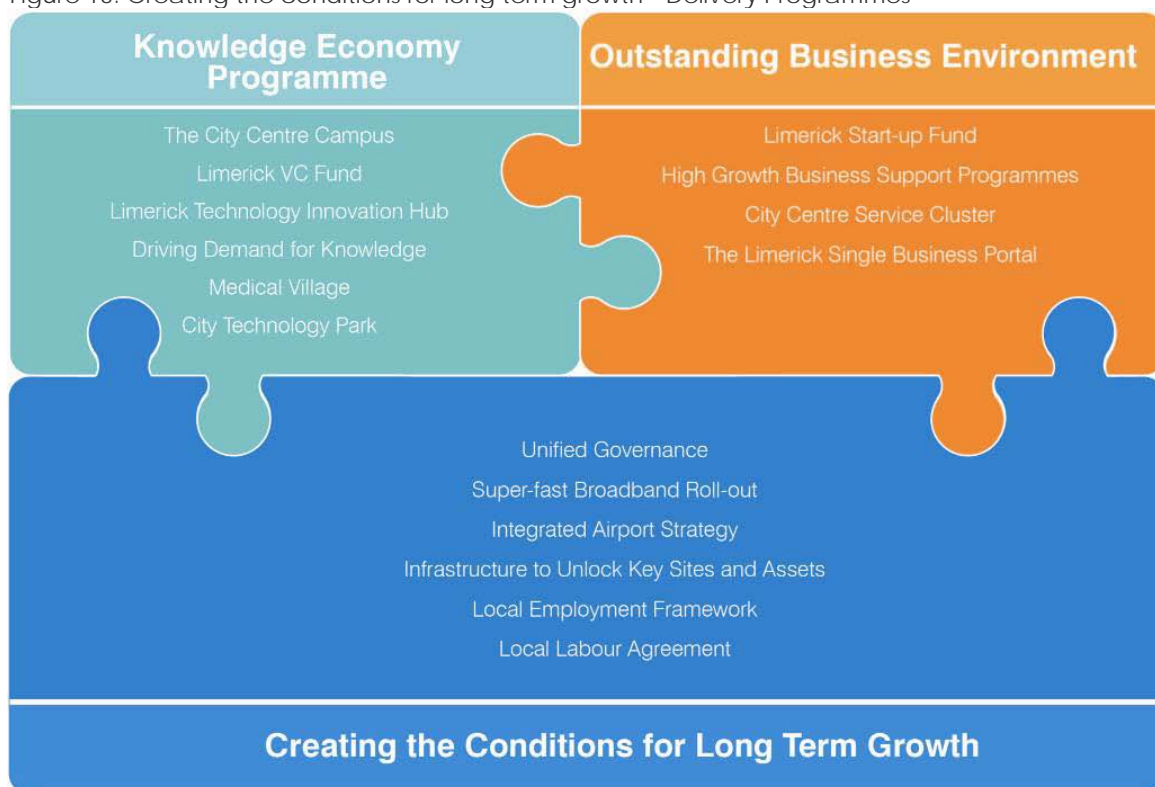 Creating the Conditions for long term growth - Delivery Programmes
Knowledge Economy
Programme
The City Centre Campus
Limerick VC Fund
Limerick Technology Innovation Hub
Driving Demand for Knowledge
Medical Village
City Technology Park
Outstanding Business Environment
Limerick Start-up Fund
High Growth Business Support Programmes
City Centre Service Cluster
The Limerick Single Business Portal
Unified Governance
Super-fast Broadband Roll-out
Integrated Airport Strategy
Infrastructure to Unlock Key Sites and Assets
Local Employment Framework
Local Labour Agreement
Creating the Conditions for Long Term Growth